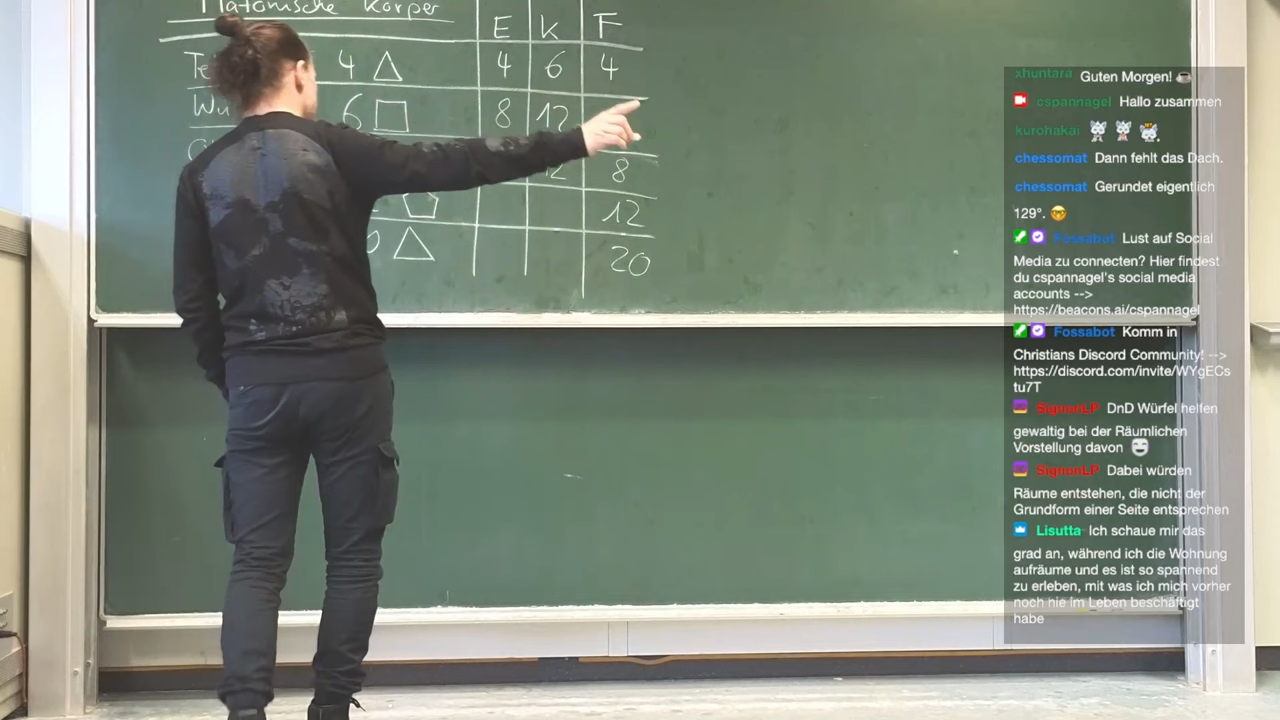 Platonische Körper
E K F
4 △ 4 6 4
Wü 6 □ 8 12
12 8
12
△ 20
xhuntara Guten Morgen! ☕
cspannagel Hallo zusammen
kurohakai
chessomat Dann fehlt das Dach.
chessomat Gerundet eigentlich
129°. 🤓
Fossabot Lust auf Social
Media zu connecten? Hier findest
du cspannagel's social media
accounts -->
https://beacons.ai/cspannagel
Fossabot Komm in
Christians Discord Community! -->
https://discord.com/invite/WYgECs
tu7T
SignonLP DnD Würfel helfen
gewaltig bei der Räumlichen
Vorstellung davon
SignonLP Dabei würden
Räume entstehen, die nicht der
Grundform einer Seite entsprechen
Lisutta Ich schaue mir das
grad an, während ich die Wohnung
aufräume und es ist so spannend
zu erleben, mit was ich mich vorher
noch nie im Leben beschäftigt
habe